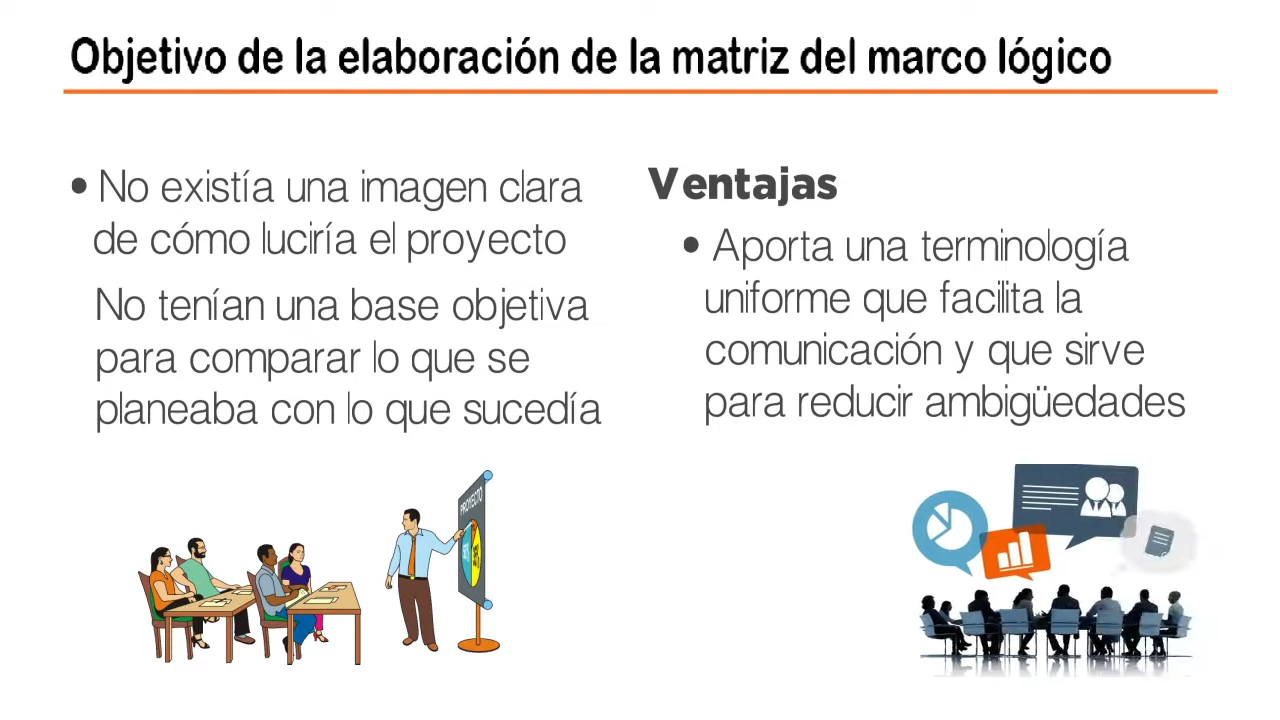 Objetivo de la elaboración de la matriz del marco lógico
• No existía una imagen clara
de cómo luciría el proyecto
No tenían una base objetiva
para comparar lo que se
planeaba con lo que sucedía
Ventajas
• Aporta una terminología
uniforme que facilita la
comunicación y que sirve
para reducir ambigüedades
PROYECTO